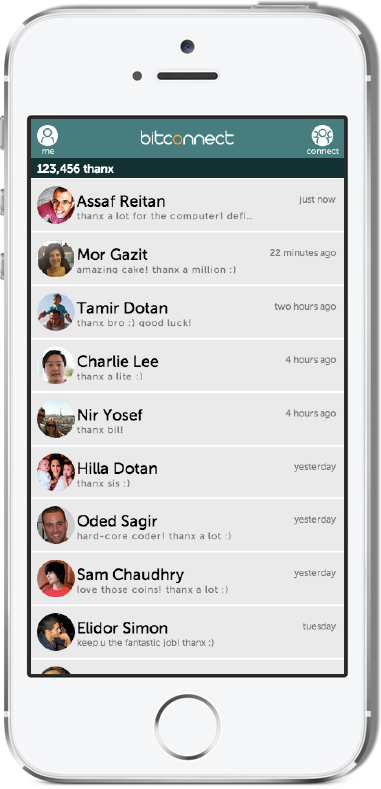 bitconnect
me
connect
123,456 thanx
Assaf Reitan
just now
thanx a lot for the computer! defi...
Mor Gazit
22 minutes ago
amazing cake! thanx a million :)
Tamir Dotan
two hours ago
thanx bro :) good luck!
Charlie Lee
4 hours ago
thanx a lite :)
Nir Yosef
4 hours ago
thanx bil!
Hilla Dotan
yesterday
thanx sis :)
Oded Sagir
yesterday
hard-core coder! thanx a lot :)
Sam Chaudhry
yesterday
love those coins! thanx a lot :)
Elidor Simon
tuesday
keep u the fantastic job! thanx :)